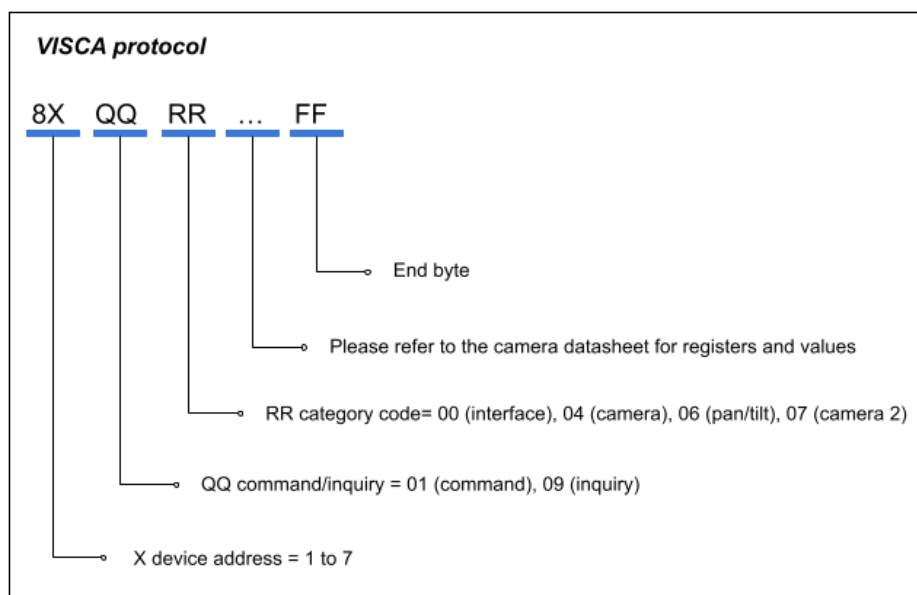 VISCA protocol
8X QQ RR ... FF
End byte
Please refer to the camera datasheet for registers and values
RR category code= 00 (interface), 04 (camera), 06 (pan/tilt), 07 (camera 2)
QQ command/inquiry = 01 (command), 09 (inquiry)
X device address = 1 to 7